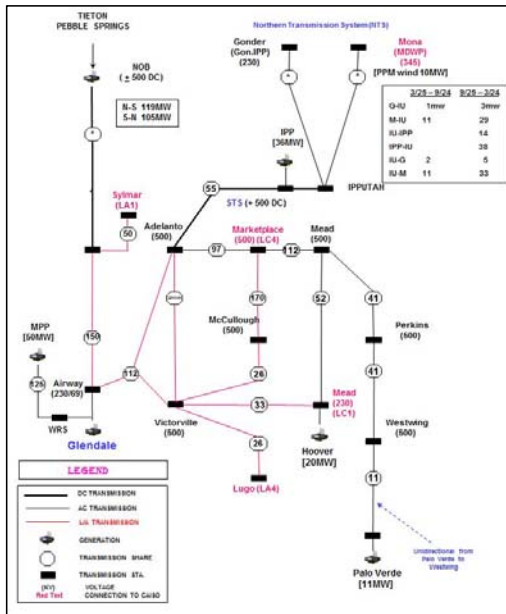 TIETON
PEBBLE SPRINGS
Northern Transmission System(NTS)
Gonder
(Gon.IPP)
(230)
Mona
(MDWP)
(345)
[PPM wind 10MW]
NOB
( ± 500 DC)
N-S 119MW
S-N 105MW
3/25 – 9/24 9/25 – 3/24
G-IU 1mer 3mer
M-IU 11 29
IU-IPP 14
IPP-IU 38
IU-G 2 5
IU-M 11 33
IPP
[36MW]
IPPUTAH
55
STS (+ 500 DC)
Sylmar
(LA1)
50
Adelanto
(500)
97
Marketplace
(500) (LC4)
112
Mead
(500)
170
52
41
Perkins
(500)
McCullough
(500)
MPP
[50MW]
150
125
Airway
(230/69)
112
26
41
33
Mead
(230)
(LC1)
WRS
Glendale
Victorville
(500)
Westwing
(500)
Hoover
[20MW]
26
11
Lugo (LA4)
Unidirectional from
Palo Verde to
Westwing
Palo Verde
[11MW]
LEGEND
DC TRANSMISSION
AC TRANSMISSION
L/A TRANSMISSION
GENERATION
TRANSMISSION SHARE
TRANSMISSION STA.
(KV) VOLTAGE
Red Text CONNECTION TO CAISO